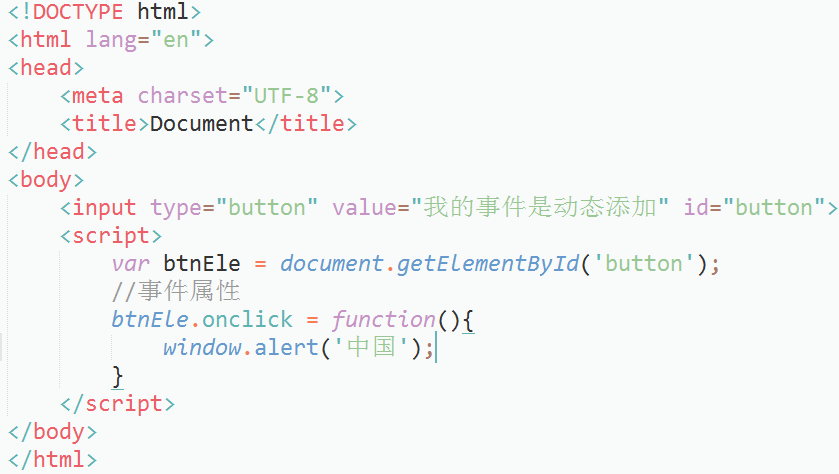 <!DOCTYPE html>
<html lang="en">
<head>
    <meta charset="UTF-8">
    <title>Document</title>
</head>
<body>
    <input type="button" value="我的事件是动态添加" id="button">
    <script>
        var btnEle = document.getElementById('button');
        //事件属性
        btnEle.onclick = function(){
            window.alert('中国');
        }
    </script>
</body>
</html>